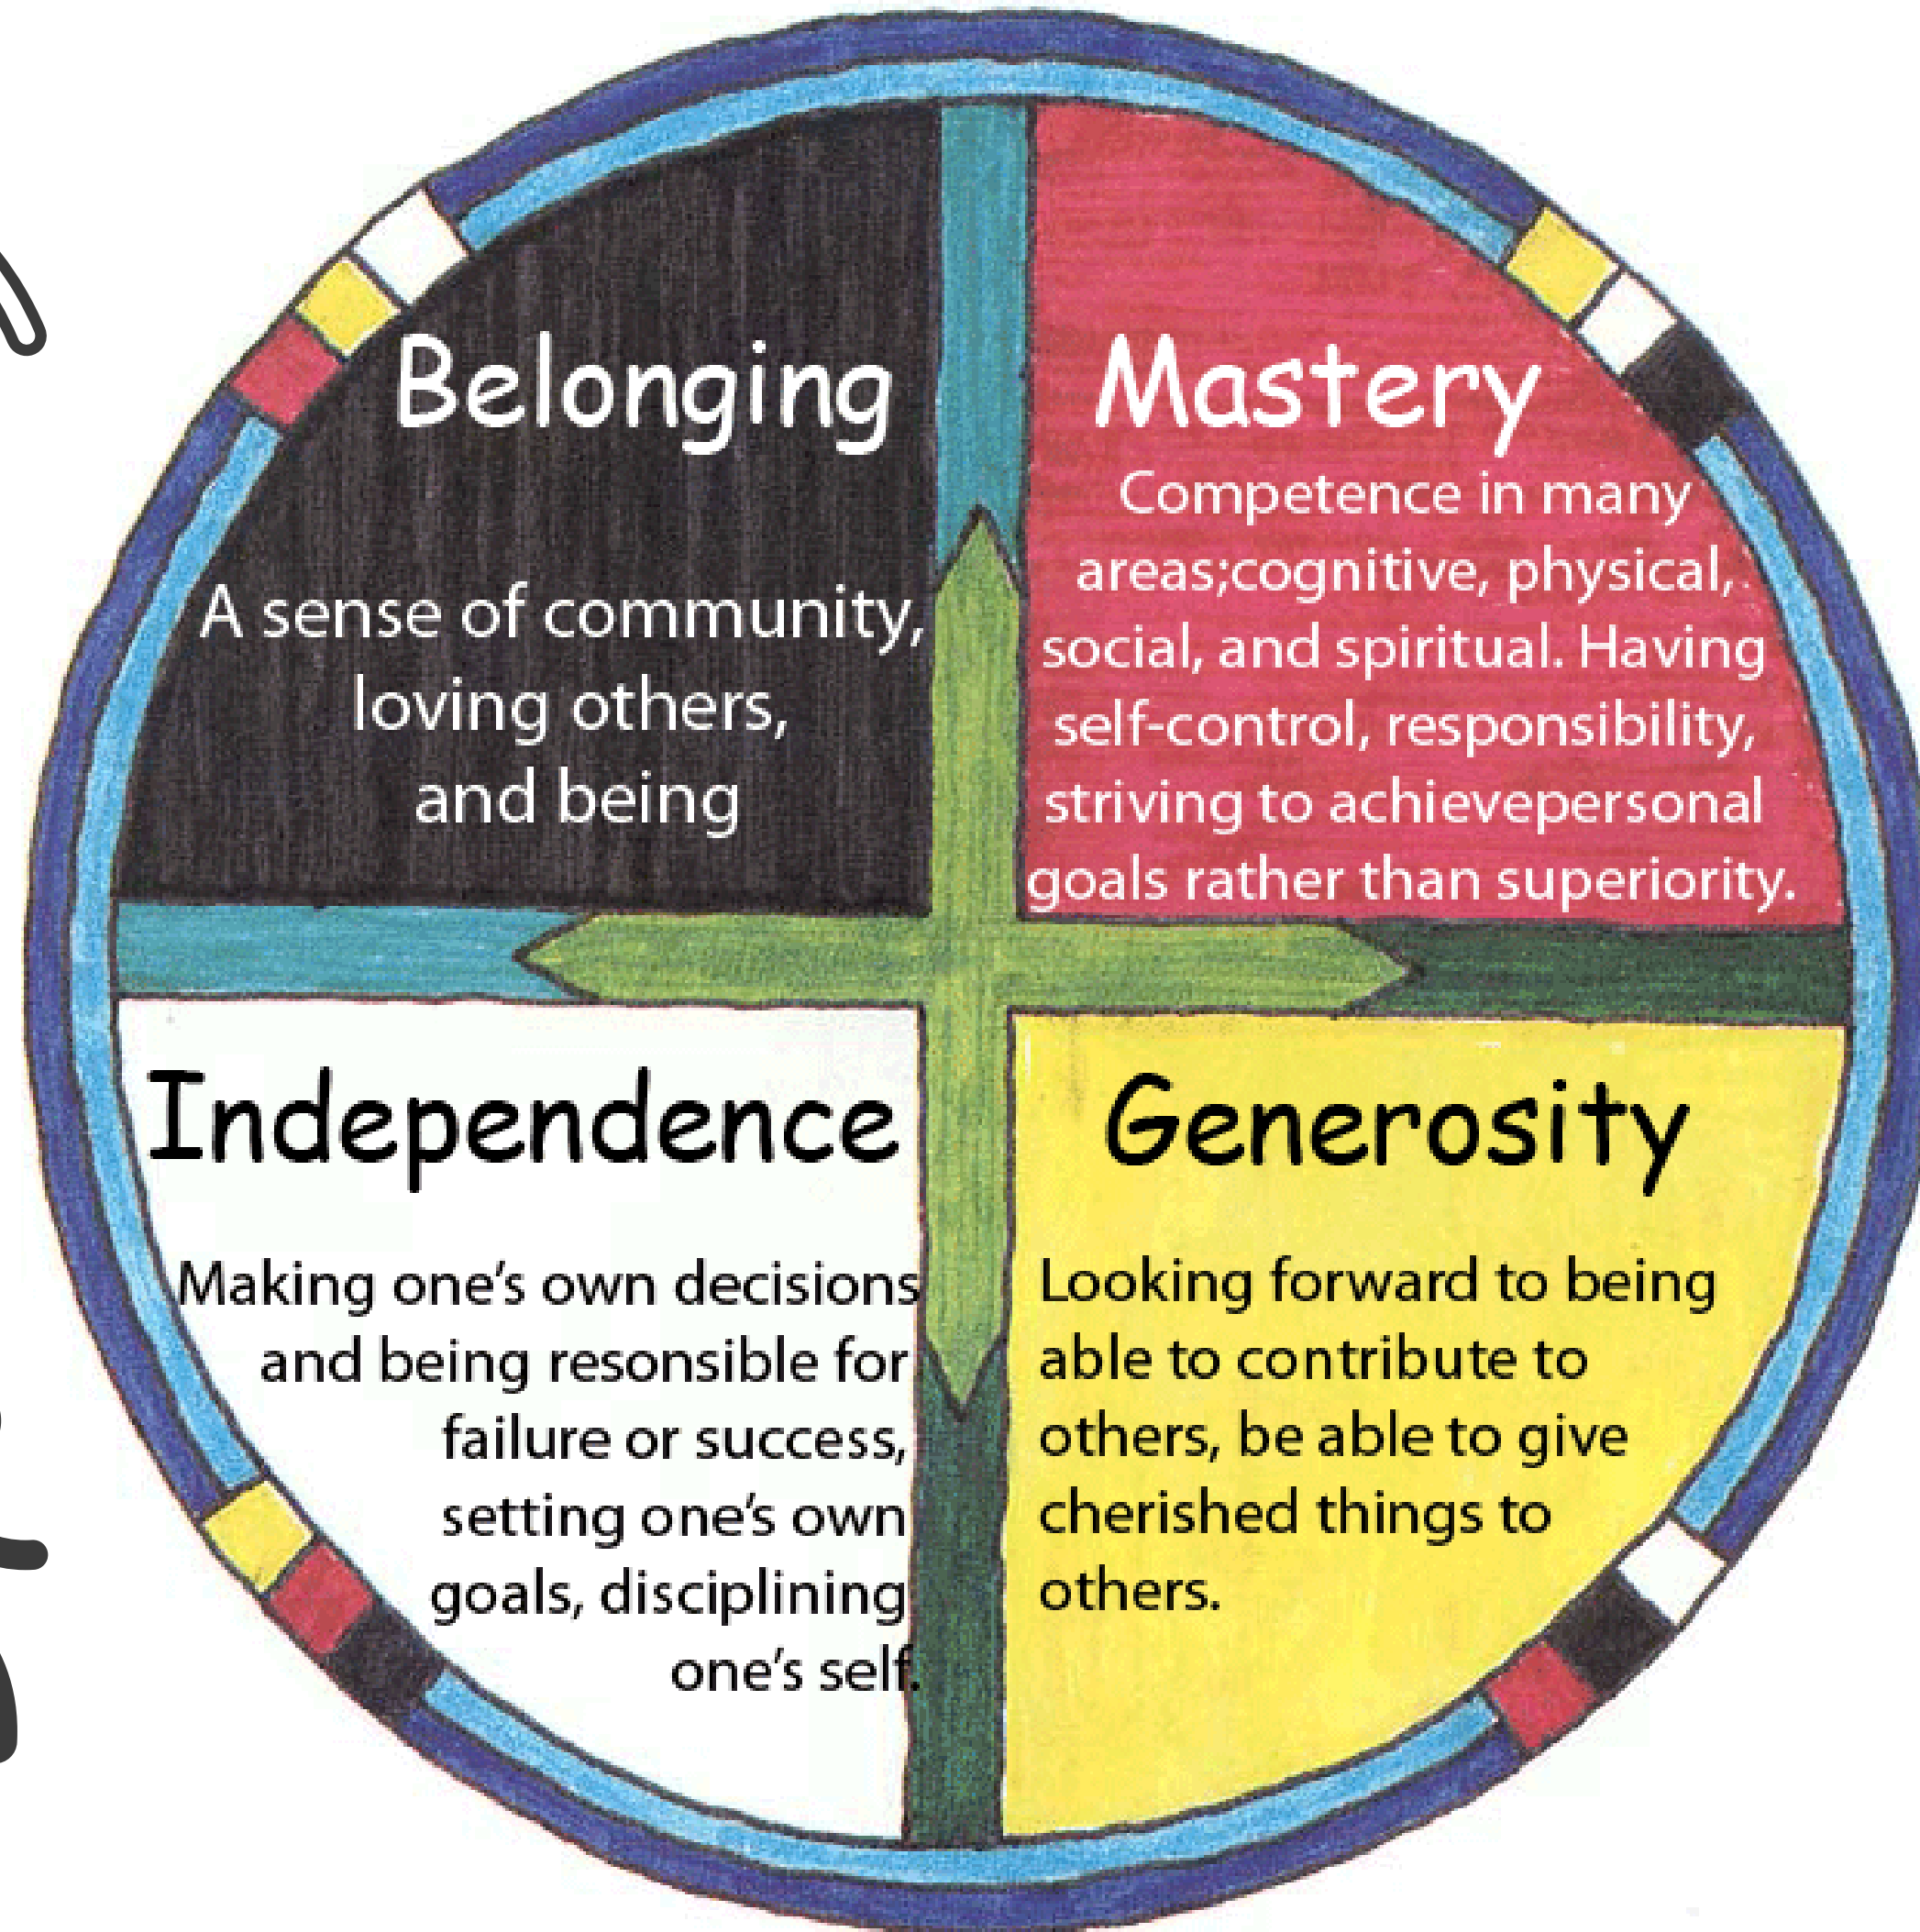 Belonging
A sense of community,
loving others,
and being
Mastery
Competence in many
areas;cognitive, physical,.
social, and spiritual. Having
self-control, responsibility,
striving to achievepersonal
goals rather than superiority.
Independence
Making one's own decisions
and being resonsible for
failure or success,
setting one's own
goals, disciplining
one's self.
Generosity
Looking forward to being
able to contribute to
others, be able to give
cherished things to
others.